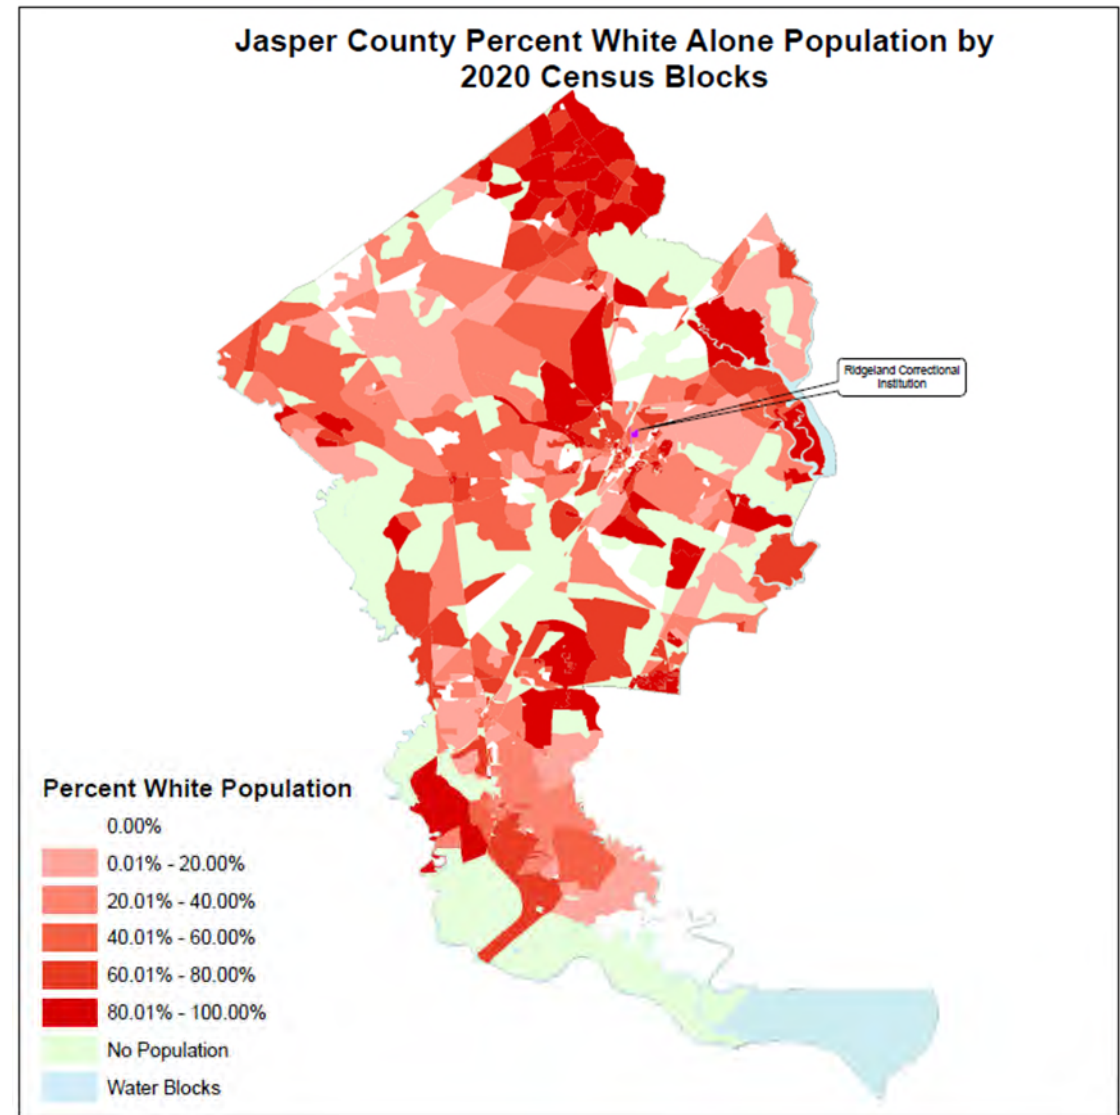 Jasper County Percent White Alone Population by
2020 Census Blocks
Ridgeland Correctional
Institution
Percent White Population
0.00%
0.01% - 20.00%
20.01% - 40.00%
40.01% - 60.00%
60.01% - 80.00%
80.01% - 100.00%
No Population
Water Blocks